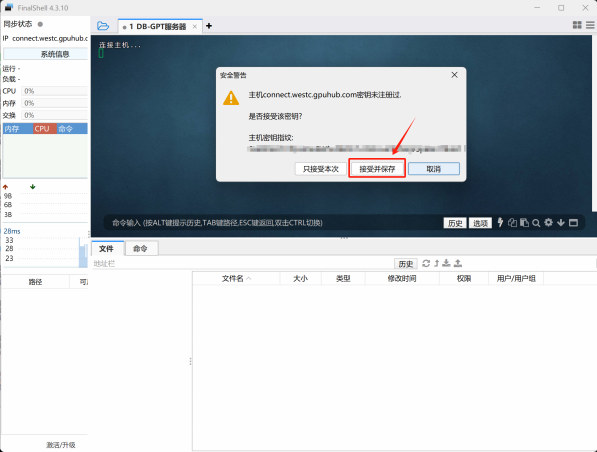 FinalShell 4.3.10
同步状态
IP connect.westc.gpuhub.c
系统信息
运行 -
负载 -
CPU 0%
内存 0%
交换 0%
内存 CPU 命令
9B
6B
3B
28ms
33
28
23
路径 可用
激活/升级
1 DB-GPT服务器 × +
连接主机...
安全警告
主机connect.westc.gpuhub.com密钥未注册过.
是否接受该密钥?
主机密钥指纹:
只接受本次 接受并保存 取消
命令输入 (按ALT键提示历史,TAB键路径,ESC键返回,双击CTRL切换)
历史 选项
文件 命令
地址栏
历史
文件名 大小 类型 修改时间 权限 用户/用户组